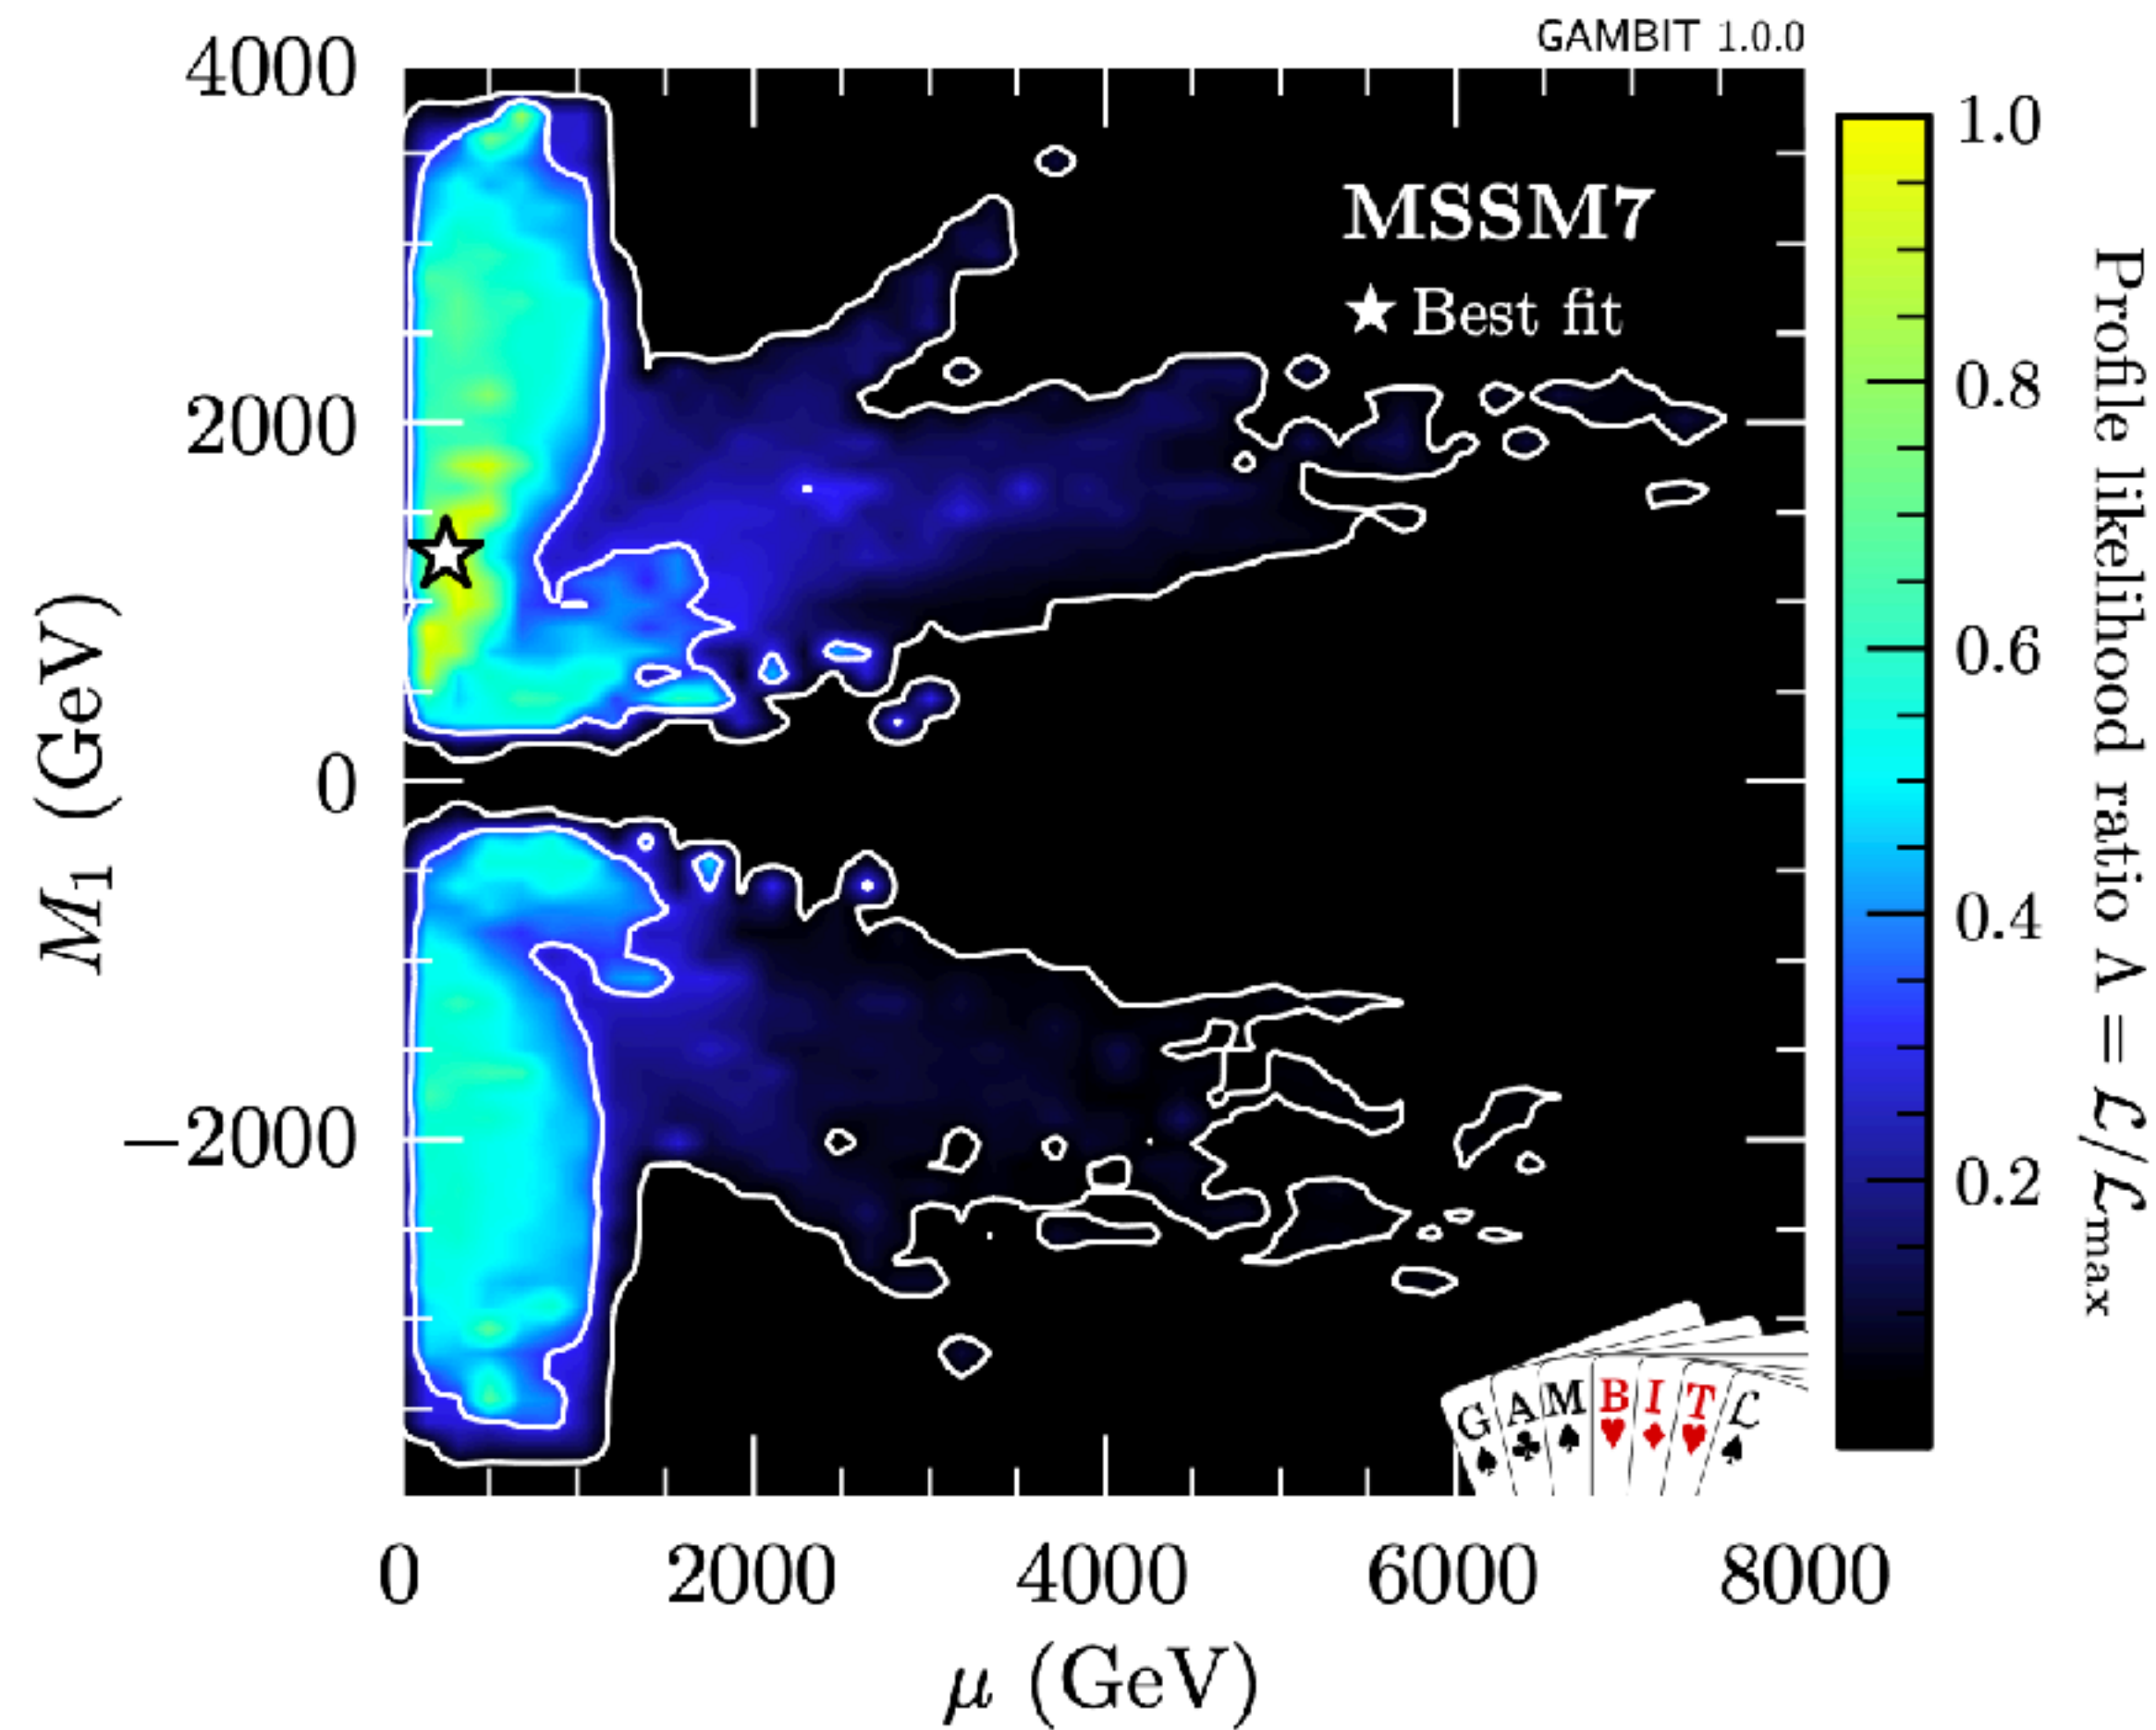 GAMBIT 1.0.0
4000
2000
0
−2000
M₁ (GeV)
MSSM7
★ Best fit
G A M B I T ℒ
0 2000 4000 6000 8000
μ (GeV)
1.0
0.8
0.6
0.4
0.2
Profile likelihood ratio Λ = ℒ/ℒmax